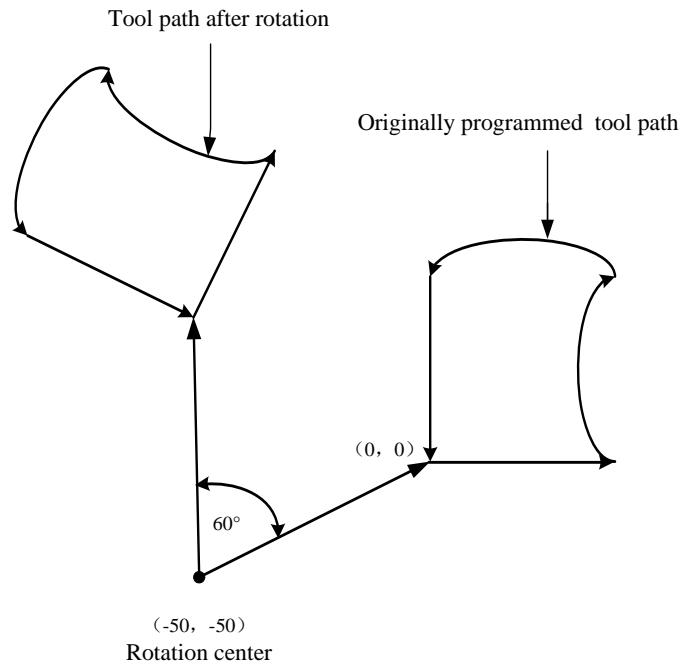 Tool path after rotation
Originally programmed tool path
（0，0）
60°
（-50，-50）
Rotation center